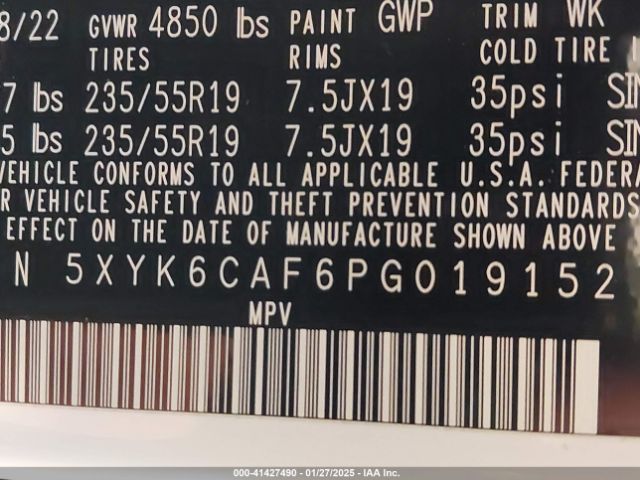 8/22 GVWR 4850 lbs PAINT GWP TRIM WK
TIRES RIMS COLD TIRE
7 lbs 235/55R19 7.5JX19 35psi SIN
5 lbs 235/55R19 7.5JX19 35psi SIN
VEHICLE CONFORMS TO ALL APPLICABLE U.S.A. FEDERA
R VEHICLE SAFETY AND THEFT PREVENTION STANDARDS
EFFECT ON THE DATE OF MANUFACTURE SHOWN ABOVE
N 5XYK6CAF6PG019152
MPV
000-41427490 - 01/27/2025 - IAA Inc.